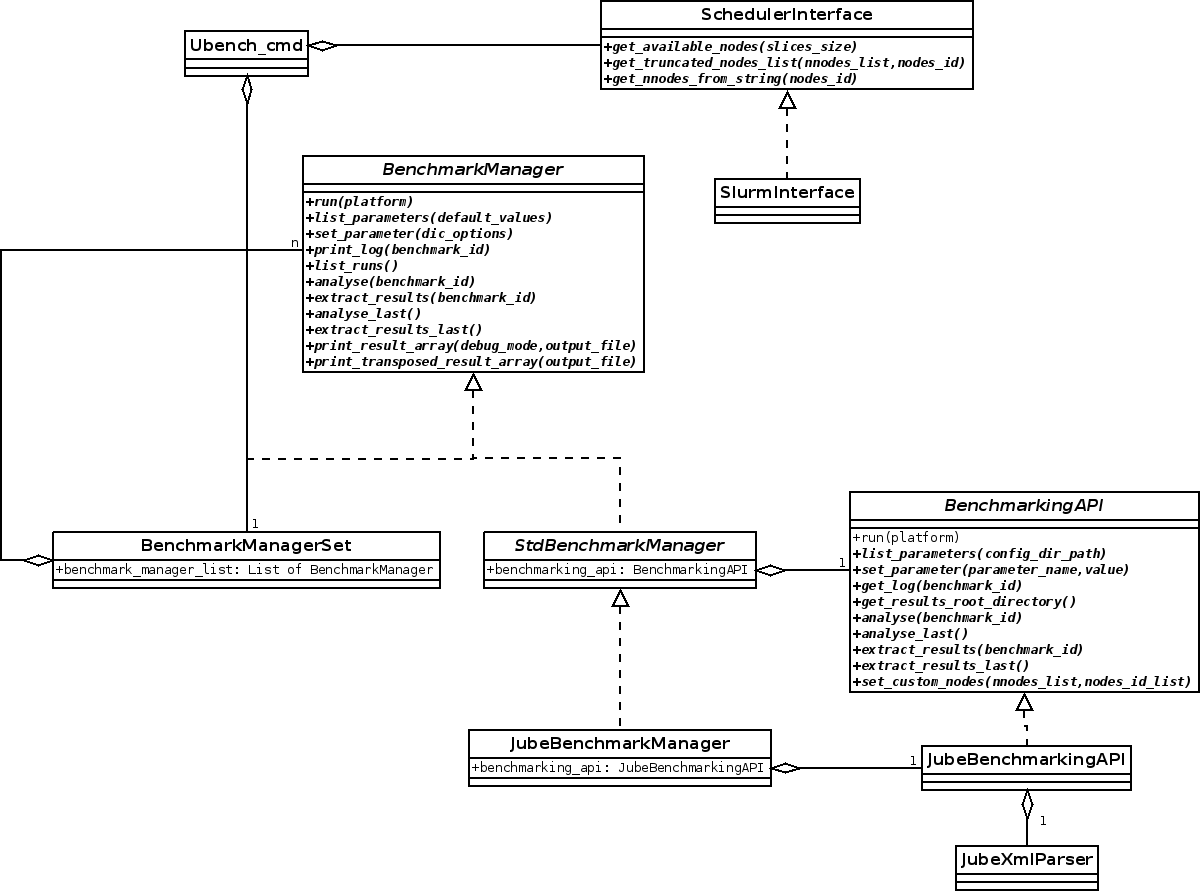 Ubench_cmd
SchedulerInterface
+get_available_nodes(slices_size)
+get_truncated_nodes_list(nnodes_list,nodes_id)
+get_nnodes_from_string(nodes_id)
SlurmInterface
BenchmarkManager
+run(platform)
+list_parameters(default_values)
+set_parameter(dic_options)
+print_log(benchmark_id)
+list_runs()
+analyse(benchmark_id)
+extract_results(benchmark_id)
+analyse_last()
+extract_results_last()
+print_result_array(debug_mode,output_file)
+print_transposed_result_array(output_file)
n
1
BenchmarkManagerSet
+benchmark_manager_list: List of BenchmarkManager
StdBenchmarkManager
+benchmarking_api: BenchmarkingAPI
1
BenchmarkingAPI
+run(platform)
+list_parameters(config_dir_path)
+set_parameter(parameter_name,value)
+get_log(benchmark_id)
+get_results_root_directory()
+analyse(benchmark_id)
+analyse_last()
+extract_results(benchmark_id)
+extract_results_last()
+set_custom_nodes(nnodes_list,nodes_id_list)
JubeBenchmarkManager
+benchmarking_api: JubeBenchmarkingAPI
1
JubeBenchmarkingAPI
1
JubeXmlParser